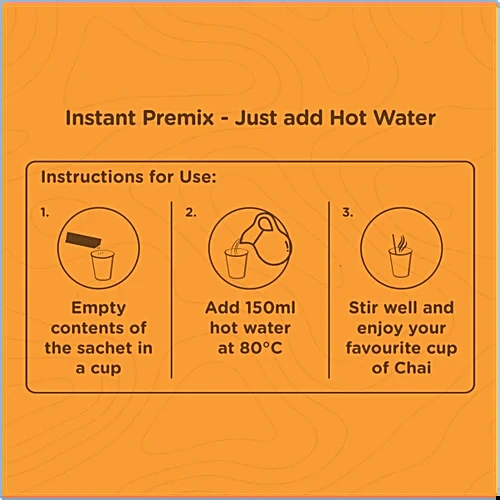 Instant Premix - Just add Hot Water
Instructions for Use:
1.
Empty
contents of
the sachet in
a cup
2.
Add 150ml
hot water
at 80°C
3.
Stir well and
enjoy your
favourite cup
of Chai